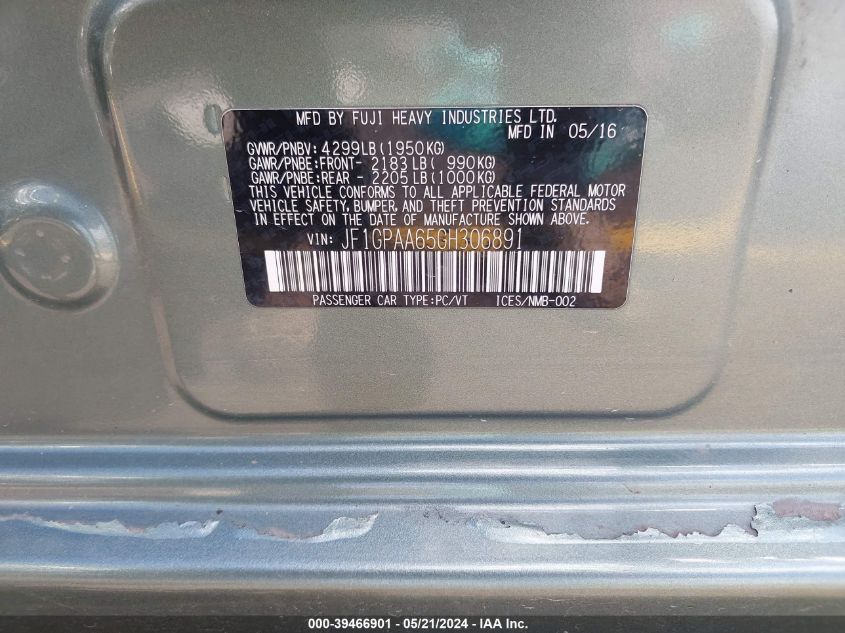 MFD BY FUJI HEAVY INDUSTRIES LTD.
MFD IN 05/16
GVWR/PNBV: 4299LB(1950KG)
GAWR/PNBE:FRONT- 2183LB( 990KG)
GAWR/PNBE:REAR - 2205LB(1000KG)
THIS VEHICLE CONFORMS TO ALL APPLICABLE FEDERAL MOTOR
VEHICLE SAFETY, BUMPER, AND THEFT PREVENTION STANDARDS
IN EFFECT ON THE DATE OF MANUFACTURE SHOWN ABOVE.
VIN: JF1GPAA65GH306891
PASSENGER CAR TYPE:PC/VT ICES/NMB-002
000-39466901 - 05/21/2024 - IAA Inc.